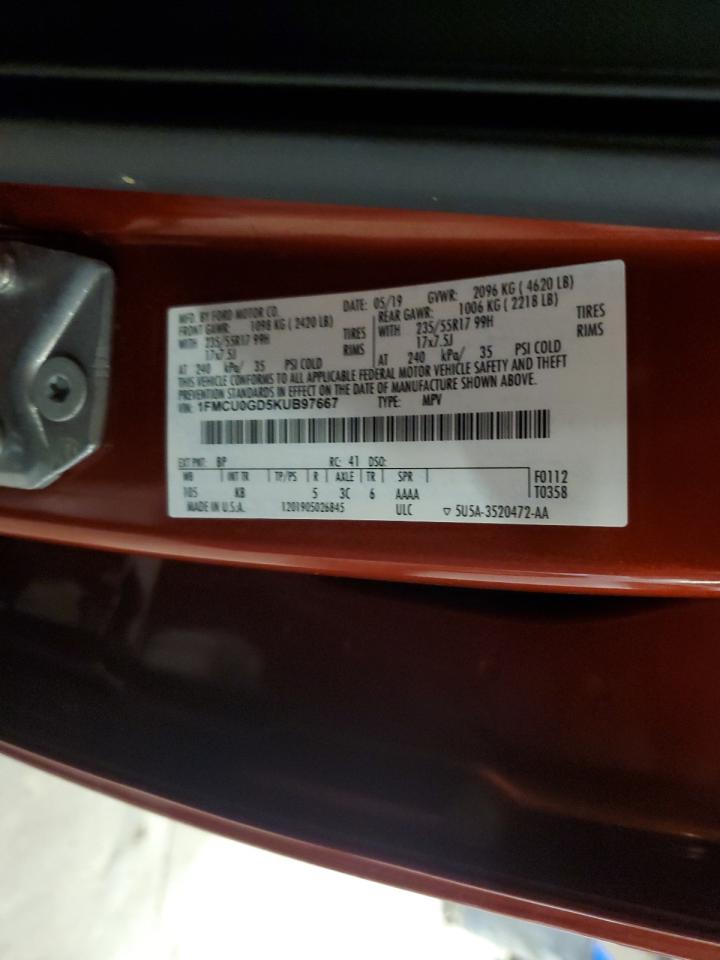 MFD. BY FORD MOTOR CO. DATE: 05/19 GVWR: 2096 KG ( 4620 LB)
FRONT GAWR: 1098 KG ( 2420 LB) REAR GAWR: 1006 KG ( 2218 LB)
WITH 235/55R17 99H TIRES WITH 235/55R17 99H TIRES
17x7.5J RIMS 17x7.5J RIMS
AT 240 kPa/ 35 PSI COLD AT 240 kPa/ 35 PSI COLD
THIS VEHICLE CONFORMS TO ALL APPLICABLE FEDERAL MOTOR VEHICLE SAFETY AND THEFT
PREVENTION STANDARDS IN EFFECT ON THE DATE OF MANUFACTURE SHOWN ABOVE.
VIN: 1FMCU0GD5KUB97667 TYPE: MPV
EXT PNT: BP RC: 41 DSO:
WB INT TR TP/PS R AXLE TR SPR F0112
105 KB 5 3C 6 AAAA T0358
MADE IN U.S.A. 1201905026845 ULC ▽ 5U5A-3520472-AA